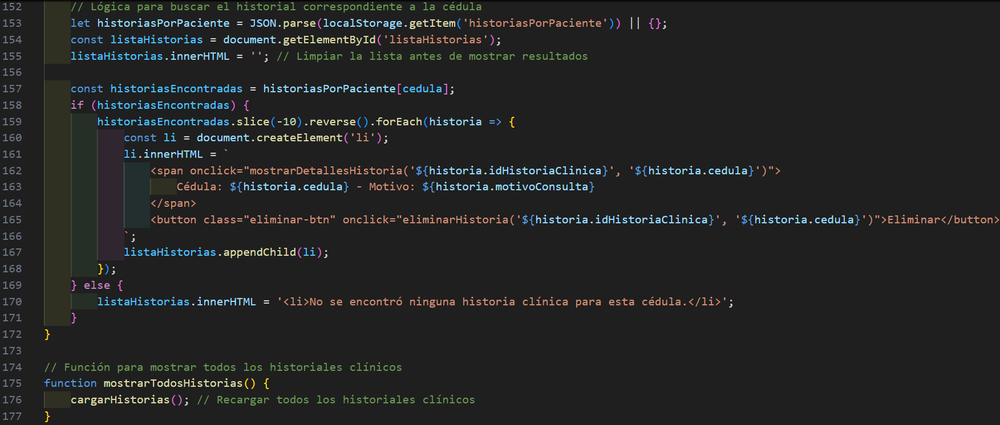 152 // Lógica para buscar el historial correspondiente a la cédula
153 let historiasPorPaciente = JSON.parse(localStorage.getItem('historiasPorPaciente')) || {};
154 const listaHistorias = document.getElementById('listaHistorias');
155 listaHistorias.innerHTML = ''; // Limpiar la lista antes de mostrar resultados
156
157 const historiasEncontradas = historiasPorPaciente[cedula];
158 if (historiasEncontradas) {
159 historiasEncontradas.slice(-10).reverse().forEach(historia => {
160 const li = document.createElement('li');
161 li.innerHTML = `
162 <span onclick="mostrarDetallesHistoria('${historia.idHistoriaClinica}', '${historia.cedula}')">
163 Cédula: ${historia.cedula} - Motivo: ${historia.motivoConsulta}
164 </span>
165 <button class="eliminar-btn" onclick="eliminarHistoria('${historia.idHistoriaClinica}', '${historia.cedula}')">Eliminar</button>
166 `;
167 listaHistorias.appendChild(li);
168 });
169 } else {
170 listaHistorias.innerHTML = '<li>No se encontró ninguna historia clínica para esta cédula.</li>';
171 }
172 }
173
174 // Función para mostrar todos los historiales clínicos
175 function mostrarTodosHistorias() {
176 cargarHistorias(); // Recargar todos los historiales clínicos
177 }